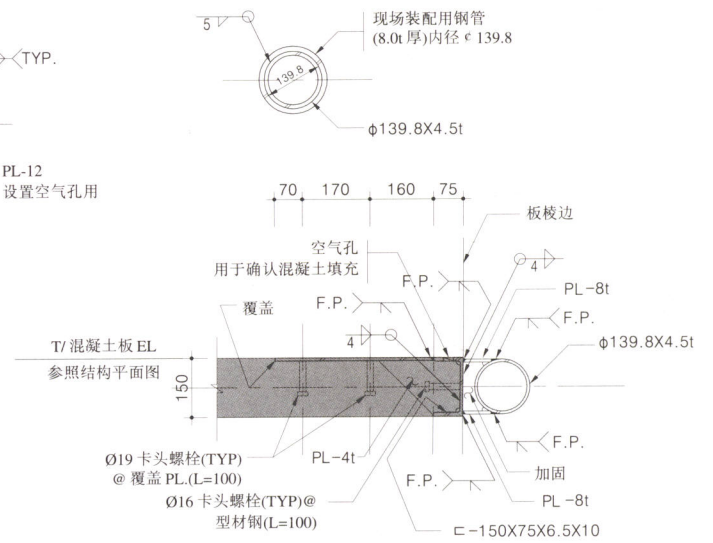 5
现场装配用钢管
(8.0t 厚)内径 ¢ 139.8
TYP.
139.8
ϕ139.8X4.5t
PL-12
设置空气孔用
70 170 160 75
板棱边
空气孔
用于确认混凝土填充
4
F.P.
PL-8t
覆盖
F.P.
F.P.
4
T/ 混凝土板 EL
ϕ139.8X4.5t
参照结构平面图
150
Ø19 卡头螺栓(TYP)
@ 覆盖 PL.(L=100)
PL-4t
F.P.
F.P.
加固
Ø16 卡头螺栓(TYP)@
型材钢(L=100)
PL-8t
ㄷ-150X75X6.5X10